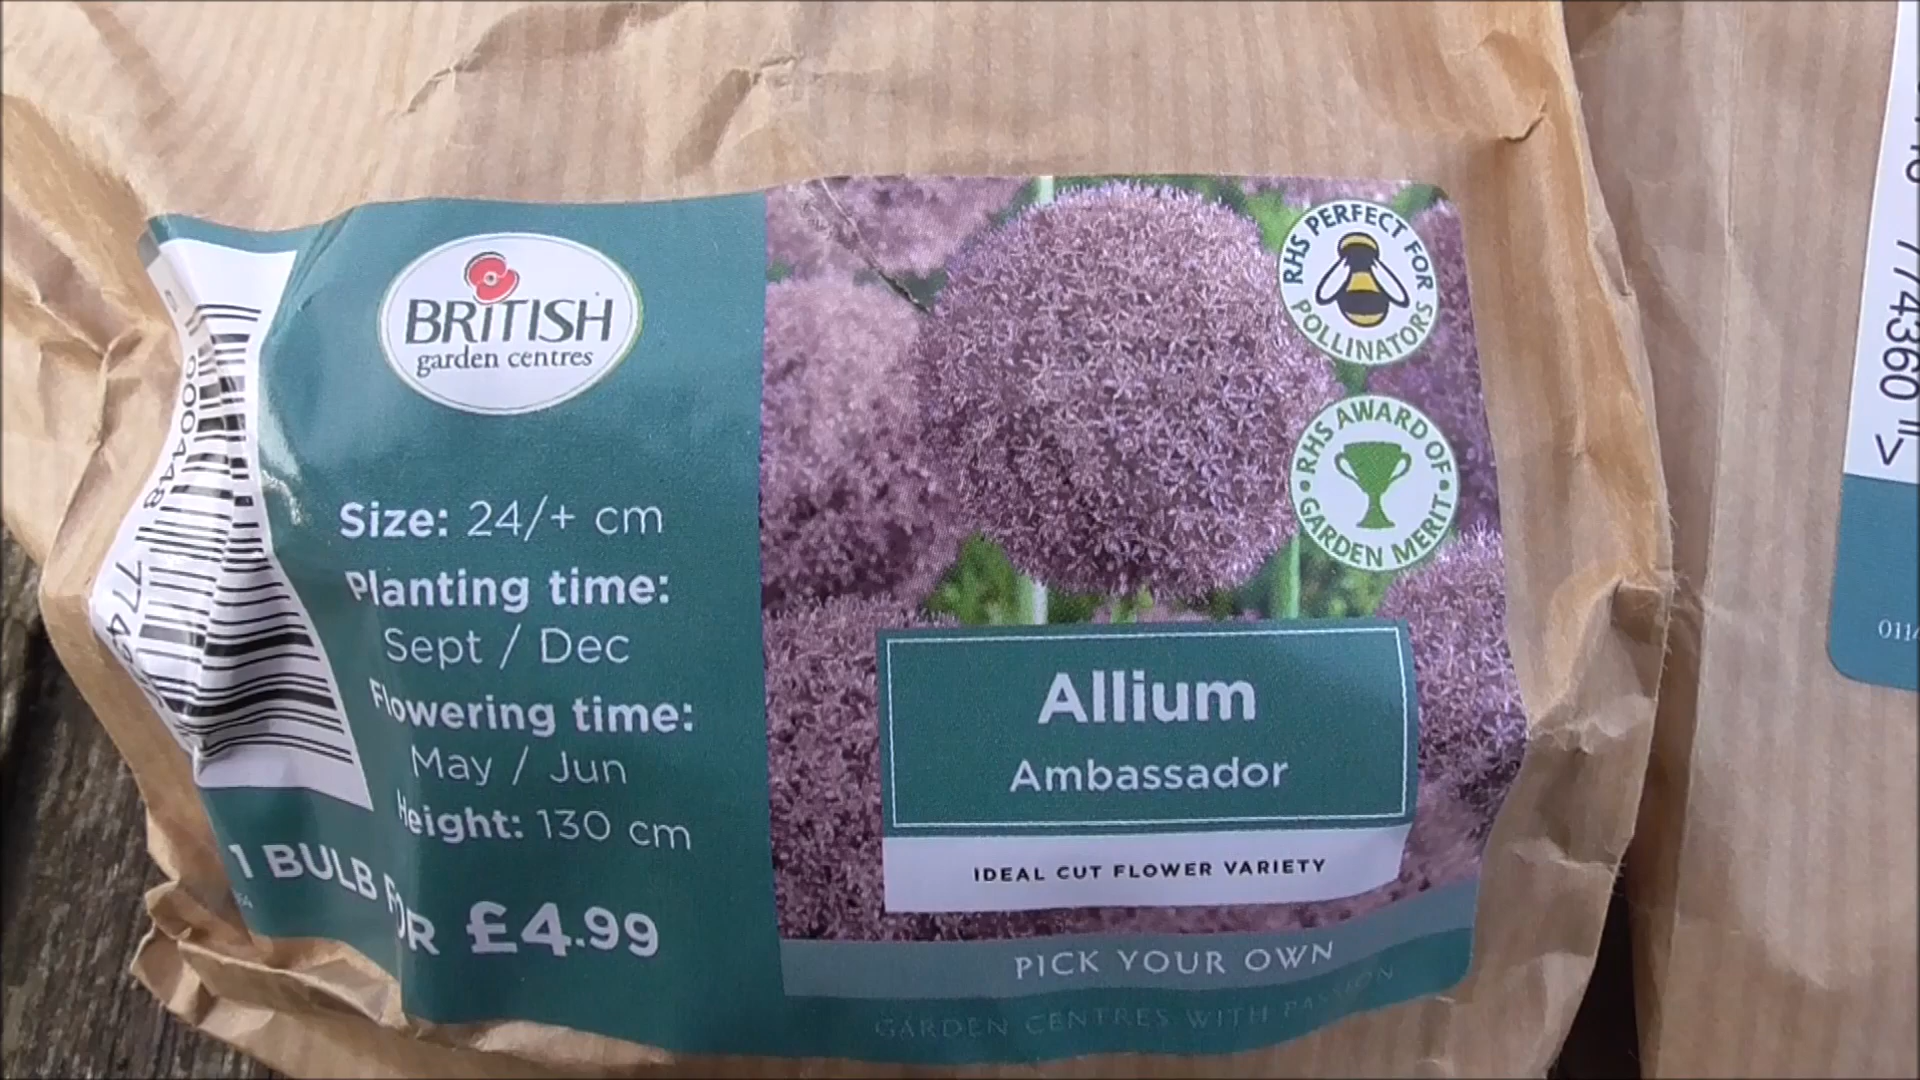 BRITISH
garden centres
Size: 24/+ cm
Planting time:
Sept / Dec
Flowering time:
May / Jun
Height: 130 cm
1 BULB FOR £4.99
RHS PERFECT FOR POLLINATORS
RHS AWARD OF GARDEN MERIT
Allium
Ambassador
IDEAL CUT FLOWER VARIETY
PICK YOUR OWN
GARDEN CENTRES WITH PASSION
000448
774360 ">